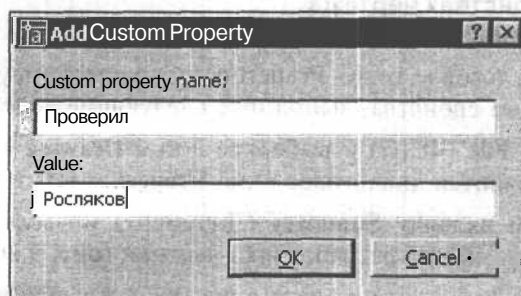 Add Custom Property
Custom property name:
Проверил
Value:
Росляков
OK
Cancel